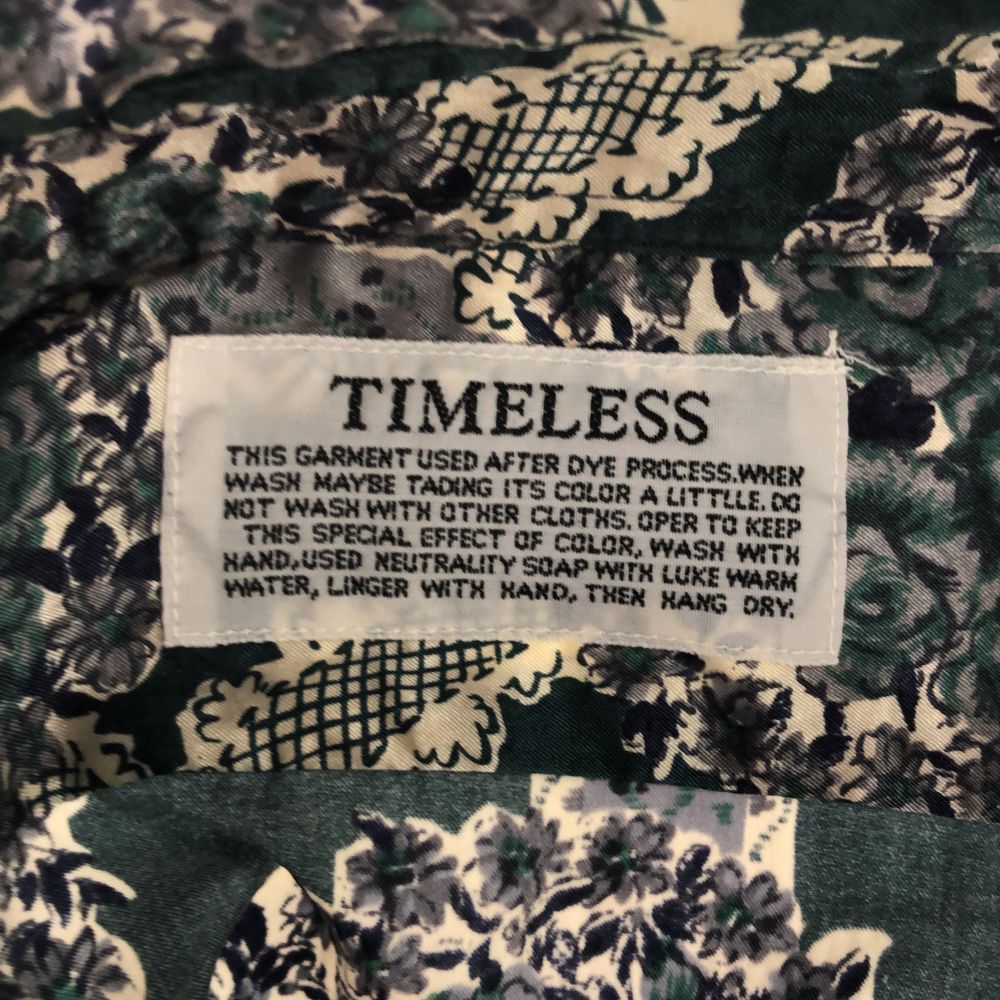 TIMELESS
THIS GARMENT USED AFTER DYE PROCESS.WHEN
WASH MAYBE TADING ITS COLOR A LITTLLE. DO
NOT WASH WITH OTHER CLOTHS. OPER TO KEEP
THIS SPECIAL EFFECT OF COLOR, WASH WITH
HAND,USED NEUTRALITY SOAP WITH LUKE WARM
WATER, LINGER WITH HAND, THEN HANG DRY.